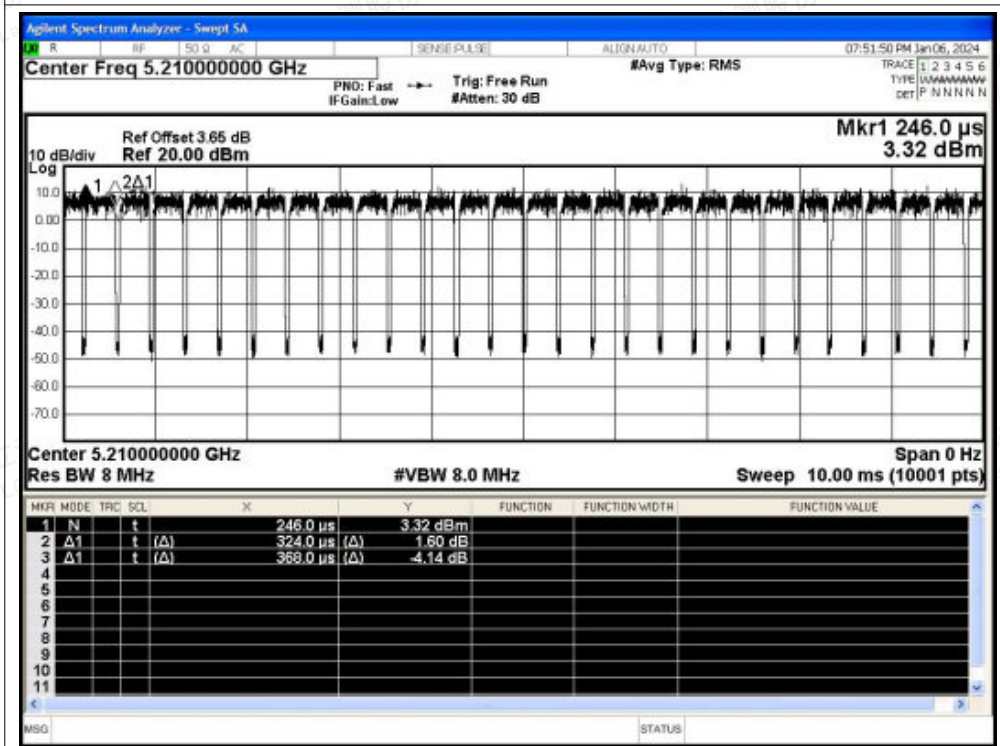 Agilent Spectrum Analyzer - Swept SA
LXI R RF 50 Ω AC SENSE:PULSE ALIGNAUTO 07:51:50 PM Jan 06, 2024
Center Freq 5.210000000 GHz #Avg Type: RMS TRACE 1 2 3 4 5 6
PNO: Fast Trig: Free Run TYPE WWWWWW
IFGain:Low #Atten: 30 dB DET P N N N N N
Mkr1 246.0 µs
Ref Offset 3.65 dB
10 dB/div Ref 20.00 dBm 3.32 dBm
Log
1 2Δ1
10.0
0.00
-10.0
-20.0
-30.0
-40.0
-50.0
-60.0
-70.0
Center 5.210000000 GHz Span 0 Hz
Res BW 8 MHz #VBW 8.0 MHz Sweep 10.00 ms (10001 pts)
MKR MODE TRC SCL X Y FUNCTION FUNCTION WIDTH FUNCTION VALUE
1 N t 246.0 µs 3.32 dBm
2 Δ1 t (Δ) 324.0 µs (Δ) 1.60 dB
3 Δ1 t (Δ) 368.0 µs (Δ) -4.14 dB
4
5
6
7
8
9
10
11
MSG STATUS